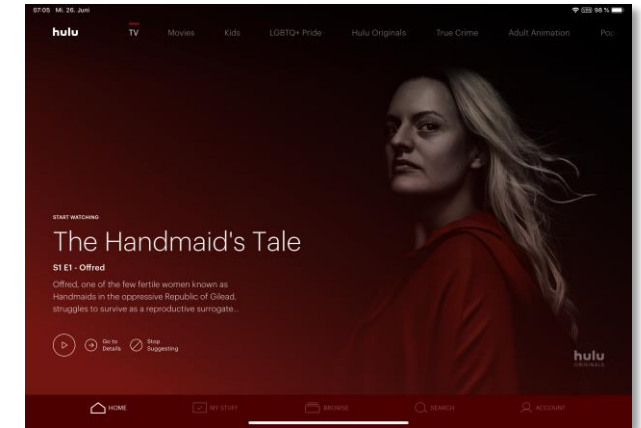 07:05 Mi. 26. Juni 98 %
hulu TV Movies Kids LGBTQ+ Pride Hulu Originals True Crime Adult Animation Pop
START WATCHING
The Handmaid's Tale
S1 E1 - Offred
Offred, one of the few fertile women known as
Handmaids in the oppressive Republic of Gilead,
struggles to survive as a reproductive surrogate...
Go to
Details
Stop
Suggesting
hulu
ORIGINALS
HOME MY STUFF BROWSE SEARCH ACCOUNT